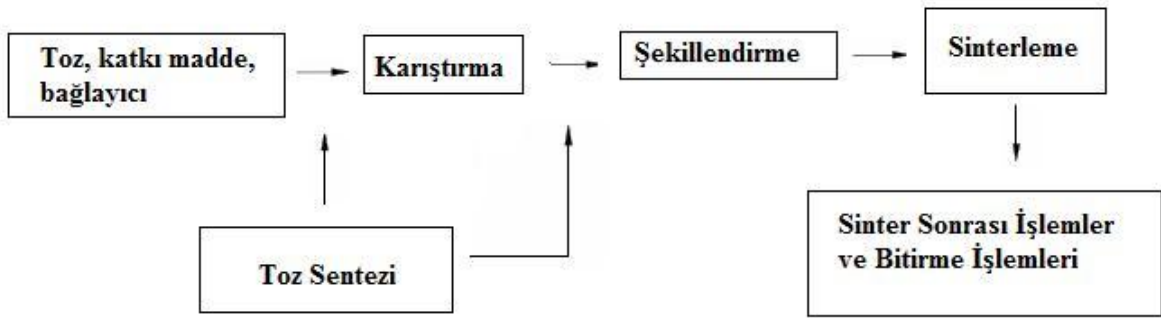 Toz, katkı madde,
bağlayıcı
Karıştırma
Şekillendirme
Sinterleme
Toz Sentezi
Sinter Sonrası İşlemler
ve Bitirme İşlemleri